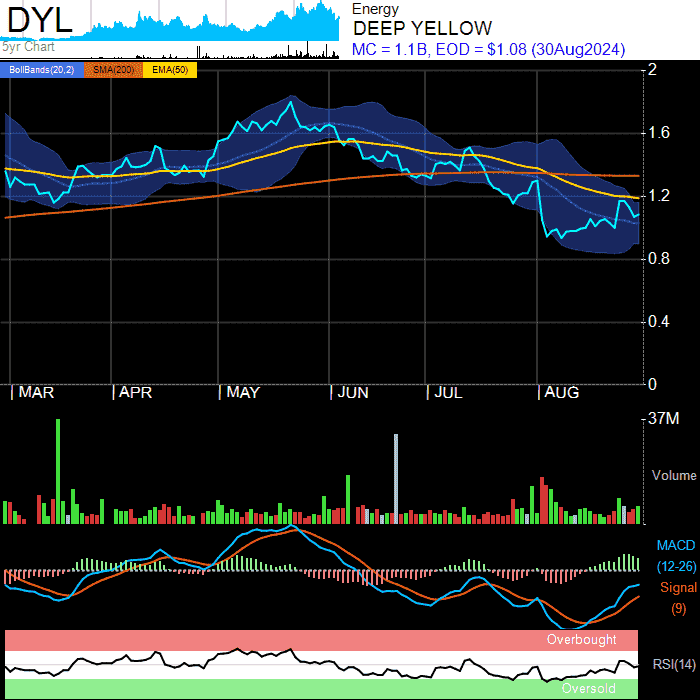 DYL
5yr Chart
Energy
DEEP YELLOW
MC = 1.1B, EOD = $1.08 (30Aug2024)
BollBands(20,2) SMA(200) EMA(50)
2
1.6
1.2
0.8
0.4
0
| MAR | APR | MAY | JUN | JUL | AUG
37M
Volume
MACD
(12-26)
Signal
(9)
Overbought
RSI(14)
Oversold